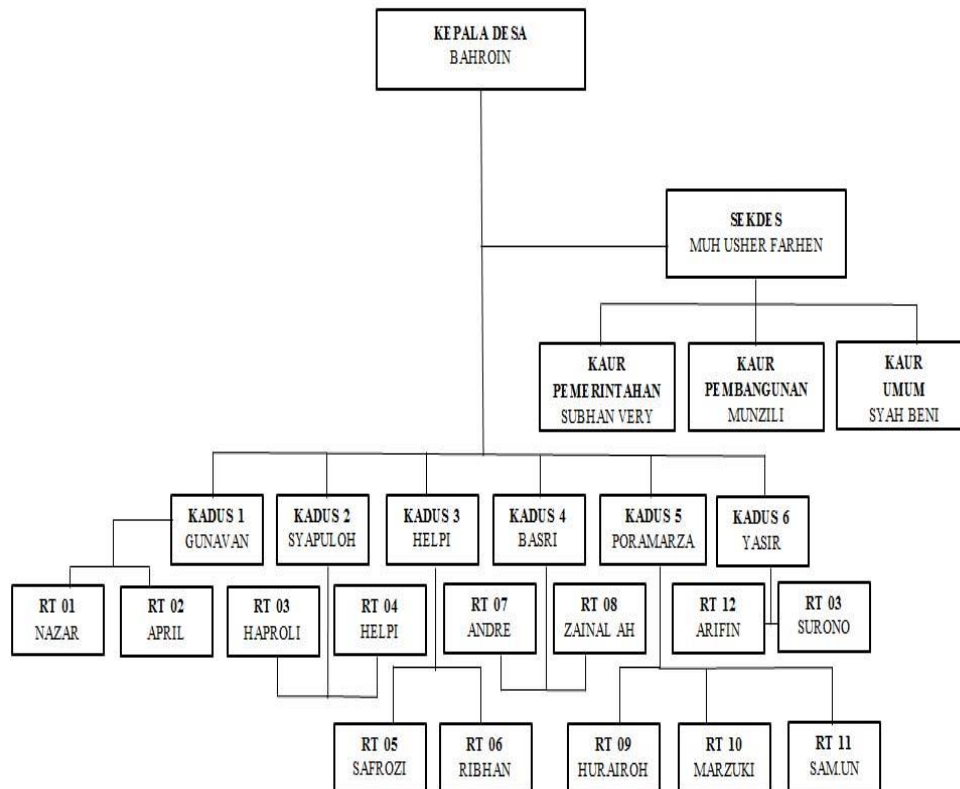 KEPALA DESA
BAHROIN
SEKDES
MUH USHER FARHEN
KAUR
PEMERINTAHAN
SUBHAN VERY
KAUR
PEMBANGUNAN
MUNZILI
KAUR
UMUM
SYAH BENI
KADUS 1
GUNAVAN
KADUS 2
SYAPULOH
KADUS 3
HELPI
KADUS 4
BASRI
KADUS 5
PORAMARZA
KADUS 6
YASIR
RT 01
NAZAR
RT 02
APRIL
RT 03
HAPROLI
RT 04
HELPI
RT 07
ANDRE
RT 08
ZAINAL AH
RT 12
ARIFIN
RT 03
SURONO
RT 05
SAFROZI
RT 06
RIBHAN
RT 09
HURAIROH
RT 10
MARZUKI
RT 11
SAM.UN